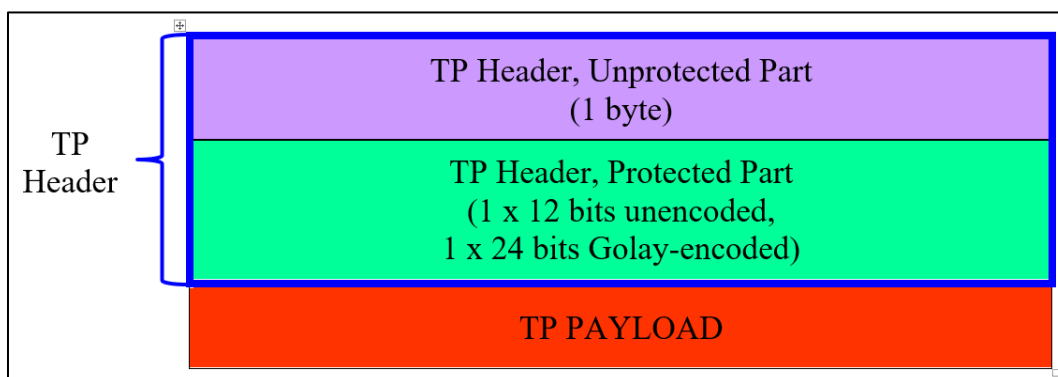 TP Header, Unprotected Part
(1 byte)
TP
Header
TP Header, Protected Part
(1 x 12 bits unencoded,
1 x 24 bits Golay-encoded)
TP PAYLOAD